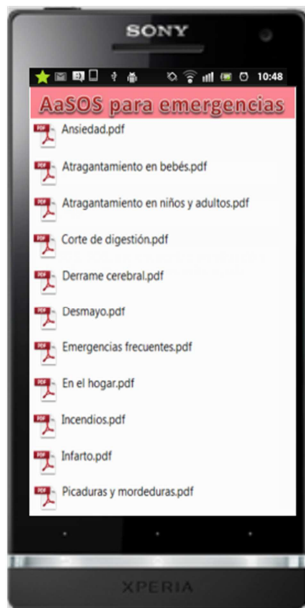 SONY
10:48
AaSOS para emergencias
Ansiedad.pdf
Atragantamiento en bebés.pdf
Atragantamiento en niños y adultos.pdf
Corte de digestión.pdf
Derrame cerebral.pdf
Desmayo.pdf
Emergencias frecuentes.pdf
En el hogar.pdf
Incendios.pdf
Infarto.pdf
Picaduras y mordeduras.pdf
XPERIA